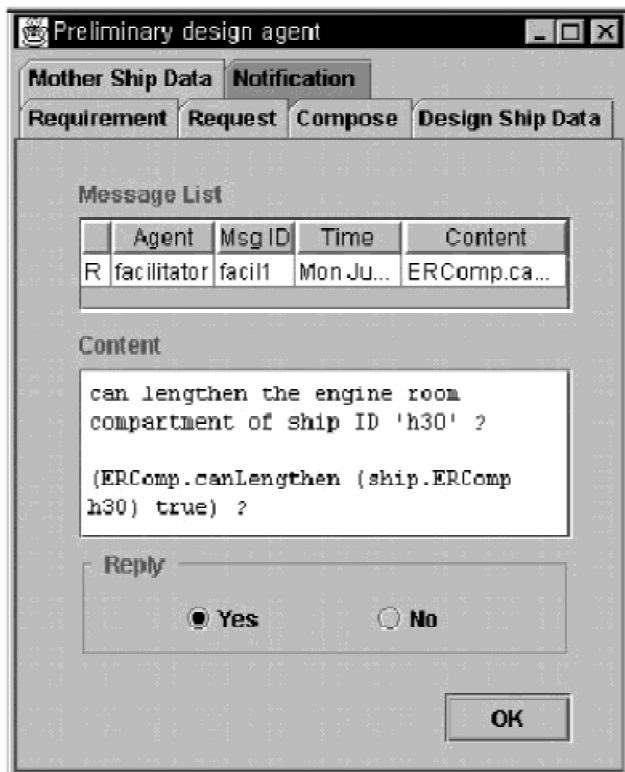 Preliminary design agent
Mother Ship Data Notification
Requirement Request Compose Design Ship Data
Message List
Agent Msg ID Time Content
R facilitator facil1 Mon Ju... ERComp.ca...
Content
can lengthen the engine room
compartment of ship ID 'h30' ?
(ERComp.canLengthen (ship.ERComp
h30) true) ?
Reply
Yes No
OK